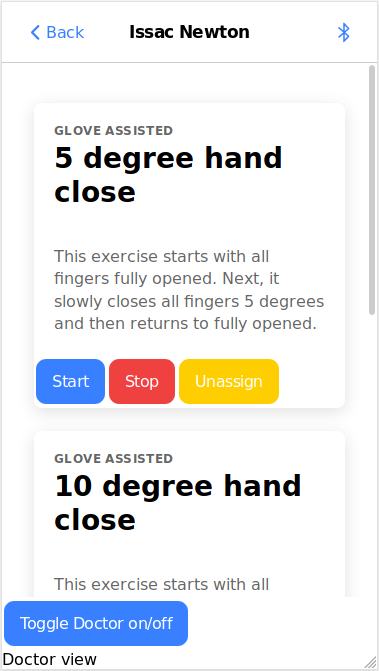 Back
Issac Newton
GLOVE ASSISTED
5 degree hand
close
This exercise starts with all
fingers fully opened. Next, it
slowly closes all fingers 5 degrees
and then returns to fully opened.
Start
Stop
Unassign
GLOVE ASSISTED
10 degree hand
close
This exercise starts with all
Toggle Doctor on/off
Doctor view